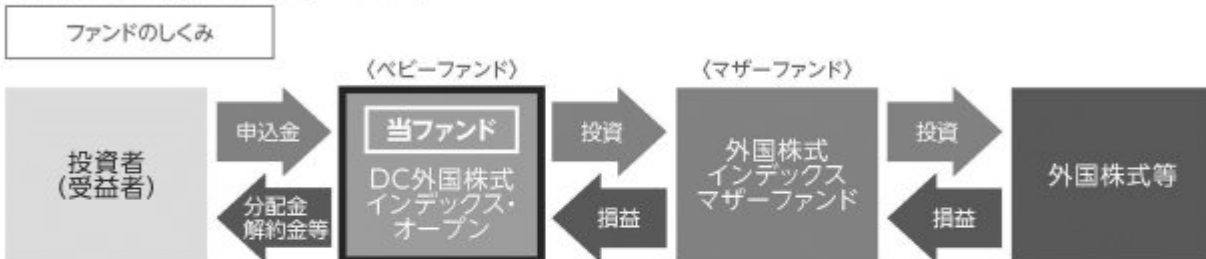 ファンドのしくみ
〈ベビーファンド〉
〈マザーファンド〉
投資者
(受益者)
申込金
分配金
解約金等
当ファンド
DC外国株式
インデックス・
オープン
投資
損益
外国株式
インデックス
マザーファンド
投資
損益
外国株式等